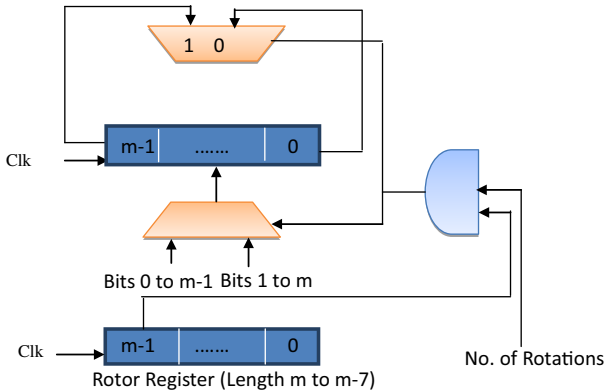 1 0
m-1 ....... 0
Clk
Bits 0 to m-1 Bits 1 to m
m-1 ....... 0
Clk
Rotor Register (Length m to m-7)
No. of Rotations